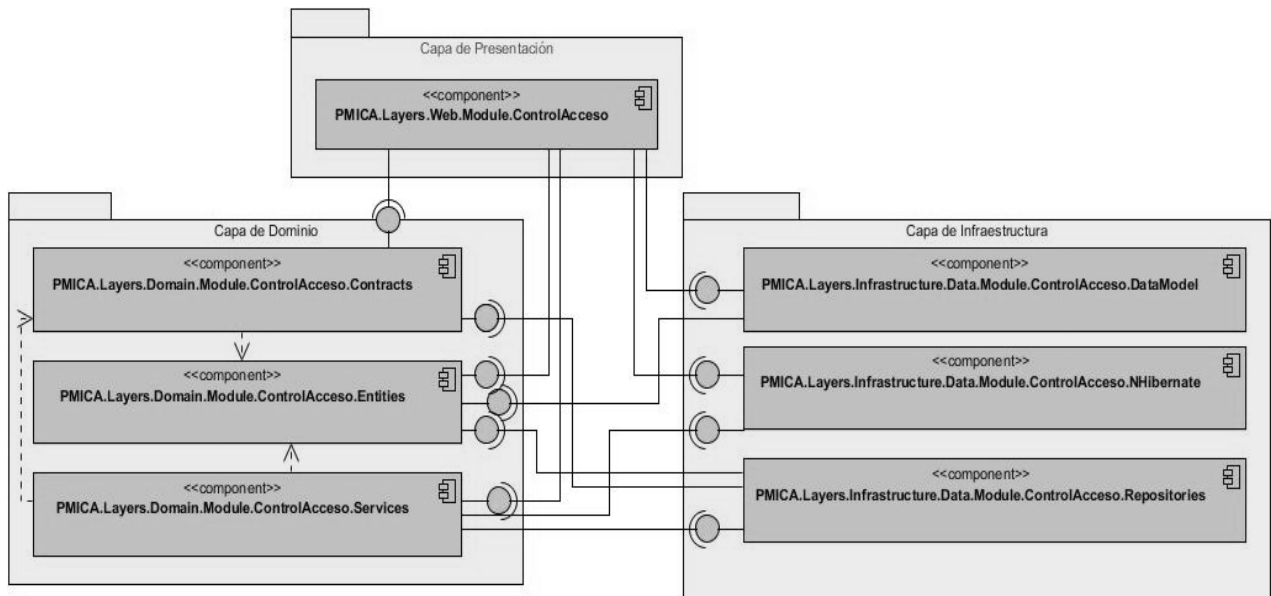 Capa de Presentación
<<component>>
PMICA.Layers.Web.Module.ControlAcceso
Capa de Dominio
<<component>>
PMICA.Layers.Domain.Module.ControlAcceso.Contracts
<<component>>
PMICA.Layers.Domain.Module.ControlAcceso.Entities
<<component>>
PMICA.Layers.Domain.Module.ControlAcceso.Services
Capa de Infraestructura
<<component>>
PMICA.Layers.Infrastructure.Data.Module.ControlAcceso.DataModel
<<component>>
PMICA.Layers.Infrastructure.Data.Module.ControlAcceso.NHibernate
<<component>>
PMICA.Layers.Infrastructure.Data.Module.ControlAcceso.Repositories